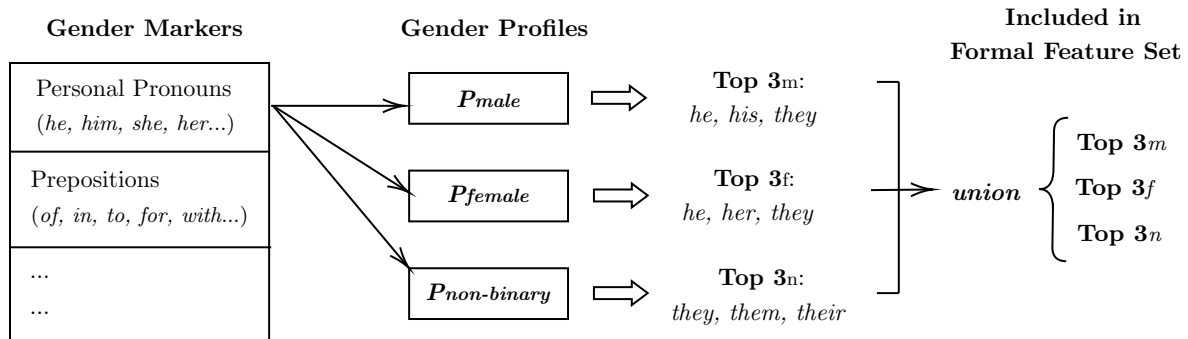 Gender Markers
Gender Profiles
Included in
Formal Feature Set
Personal Pronouns
(he, him, she, her...)
Prepositions
(of, in, to, for, with...)
...
...
Pmale
Pfemale
Pnon-binary
Top 3m:
he, his, they
Top 3f:
he, her, they
Top 3n:
they, them, their
union
Top 3m
Top 3f
Top 3n